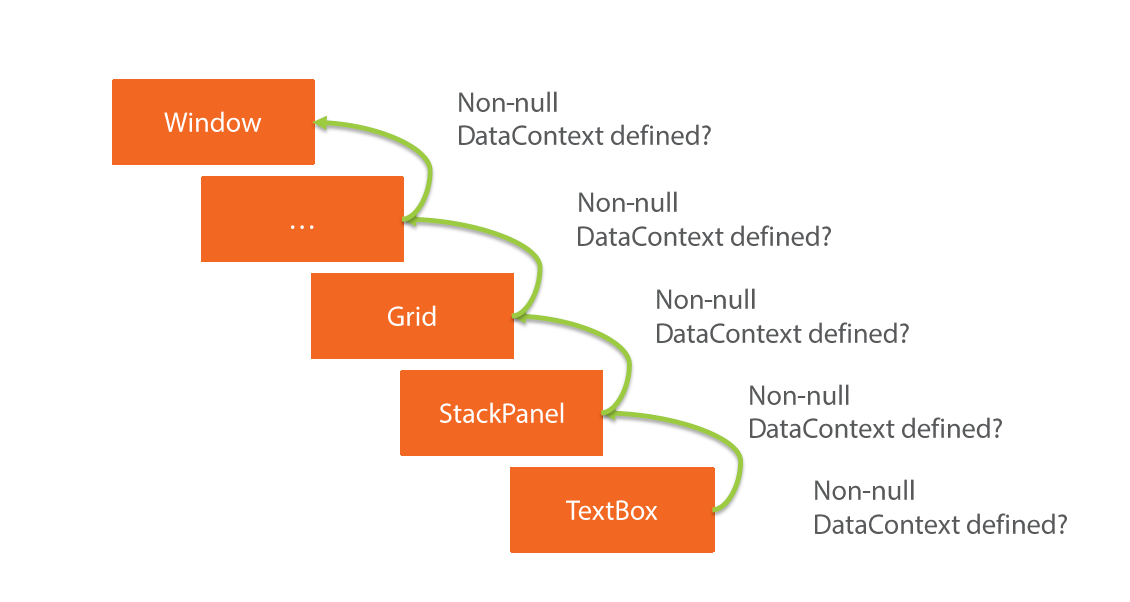 Window
Non-null
DataContext defined?
...
Non-null
DataContext defined?
Grid
Non-null
DataContext defined?
StackPanel
Non-null
DataContext defined?
TextBox
Non-null
DataContext defined?